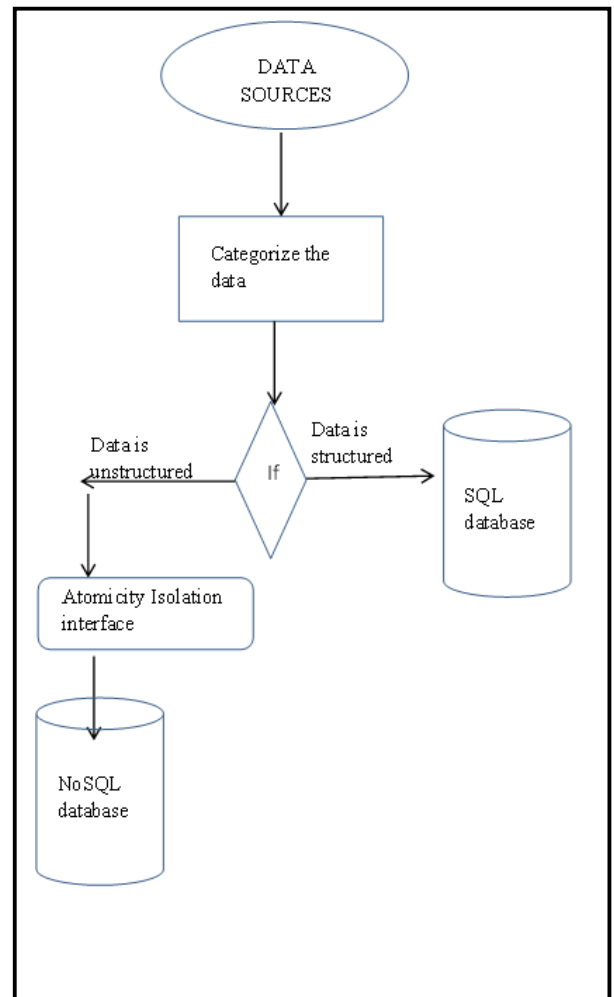 DATA
SOURCES
Categorize the
data
Data is
unstructured
If
Data is
structured
SQL
database
Atomicity Isolation
interface
NoSQL
database